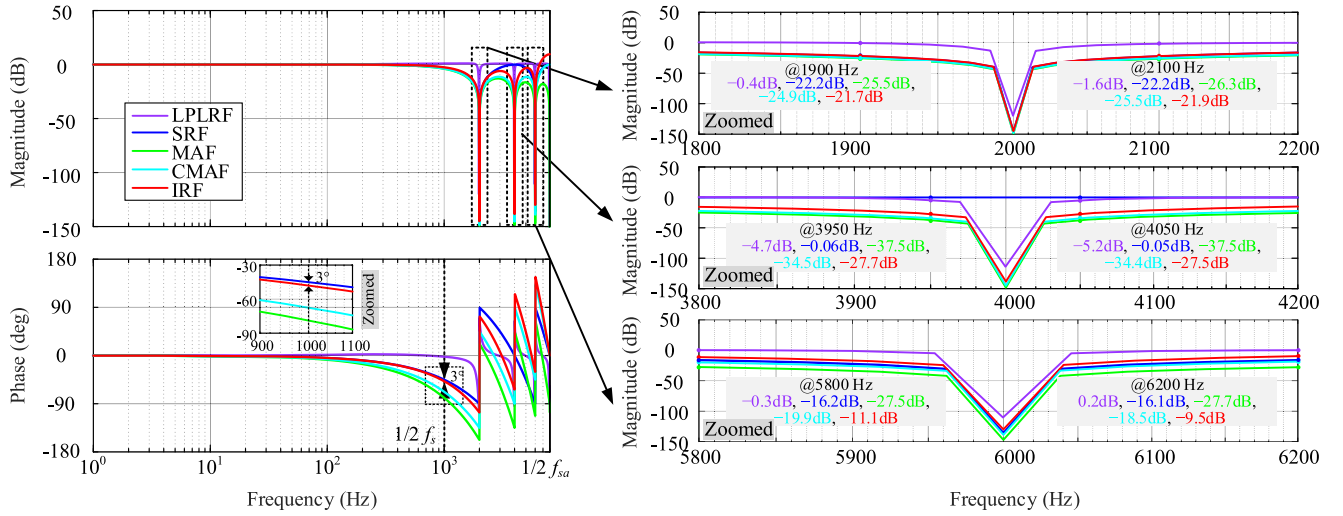 Magnitude (dB)
50
0
-50
-100
-150
LPLRF
SRF
MAF
CMAF
IRF
Phase (deg)
180
90
0
-90
-180
-30
-60
-90
900
1000
1100
3°
Zoomed
3°
1/2 fs
10^0
10^1
10^2
10^3
1/2 fsa
Frequency (Hz)
Magnitude (dB)
50
0
-50
-100
-150
@1900 Hz
−0.4dB, −22.2dB, −25.5dB,
−24.9dB, −21.7dB
@2100 Hz
−1.6dB, −22.2dB, −26.3dB,
−25.5dB, −21.9dB
Zoomed
1800
1900
2000
2100
2200
Magnitude (dB)
50
0
-50
-100
-150
@3950 Hz
−4.7dB, −0.06dB, −37.5dB,
−34.5dB, −27.7dB
@4050 Hz
−5.2dB, −0.05dB, −37.5dB,
−34.4dB, −27.5dB
Zoomed
3800
3900
4000
4100
4200
Magnitude (dB)
50
0
-50
-100
-150
@5800 Hz
−0.3dB, −16.2dB, −27.5dB,
−19.9dB, −11.1dB
@6200 Hz
0.2dB, −16.1dB, −27.7dB,
−18.5dB, −9.5dB
Zoomed
5800
5900
6000
6100
6200
Frequency (Hz)